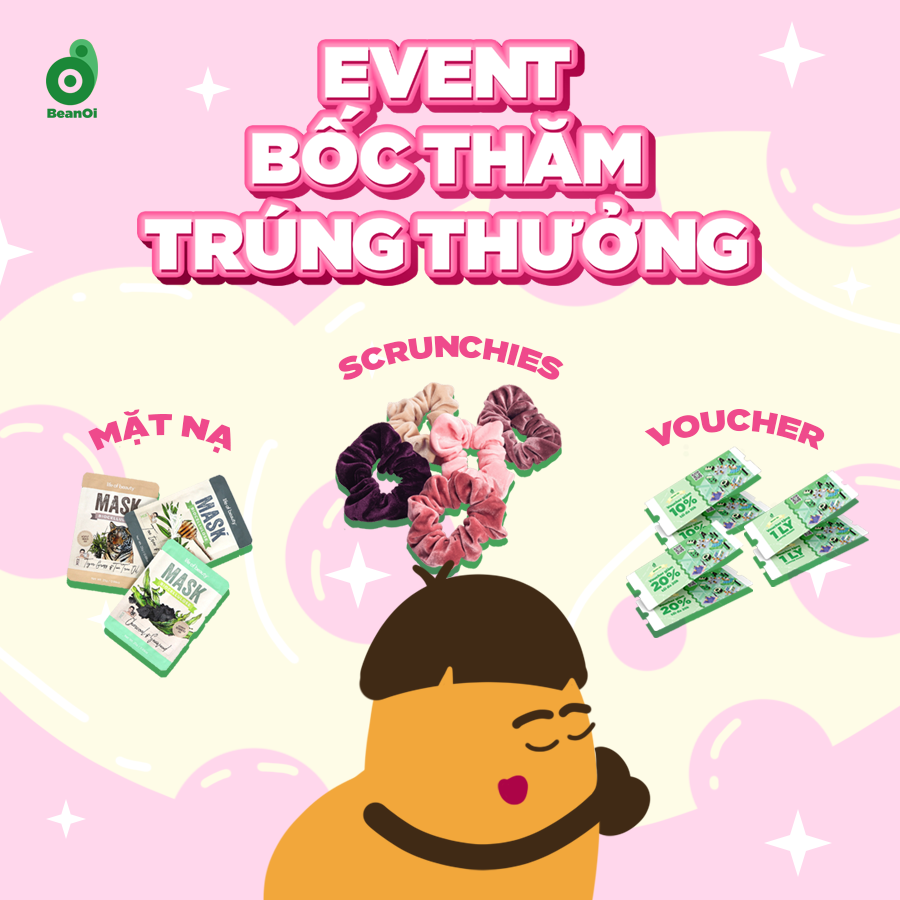 BeanOi
EVENT
BỐC THĂM
TRÚNG THƯỞNG
SCRUNCHIES
MẶT NẠ
VOUCHER
MASK
MASK
MASK
10%
20%
20%
1 LY
1 LY